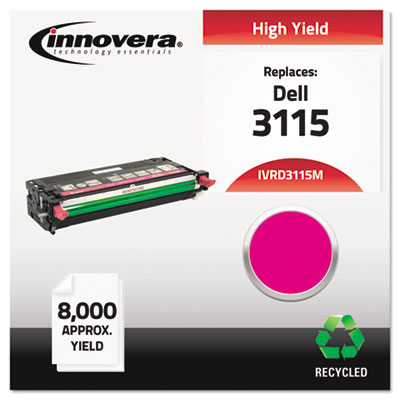 innovera
technology essentials
High Yield
Replaces:
Dell
3115
IVRD3115M
8,000
APPROX.
YIELD
RECYCLED